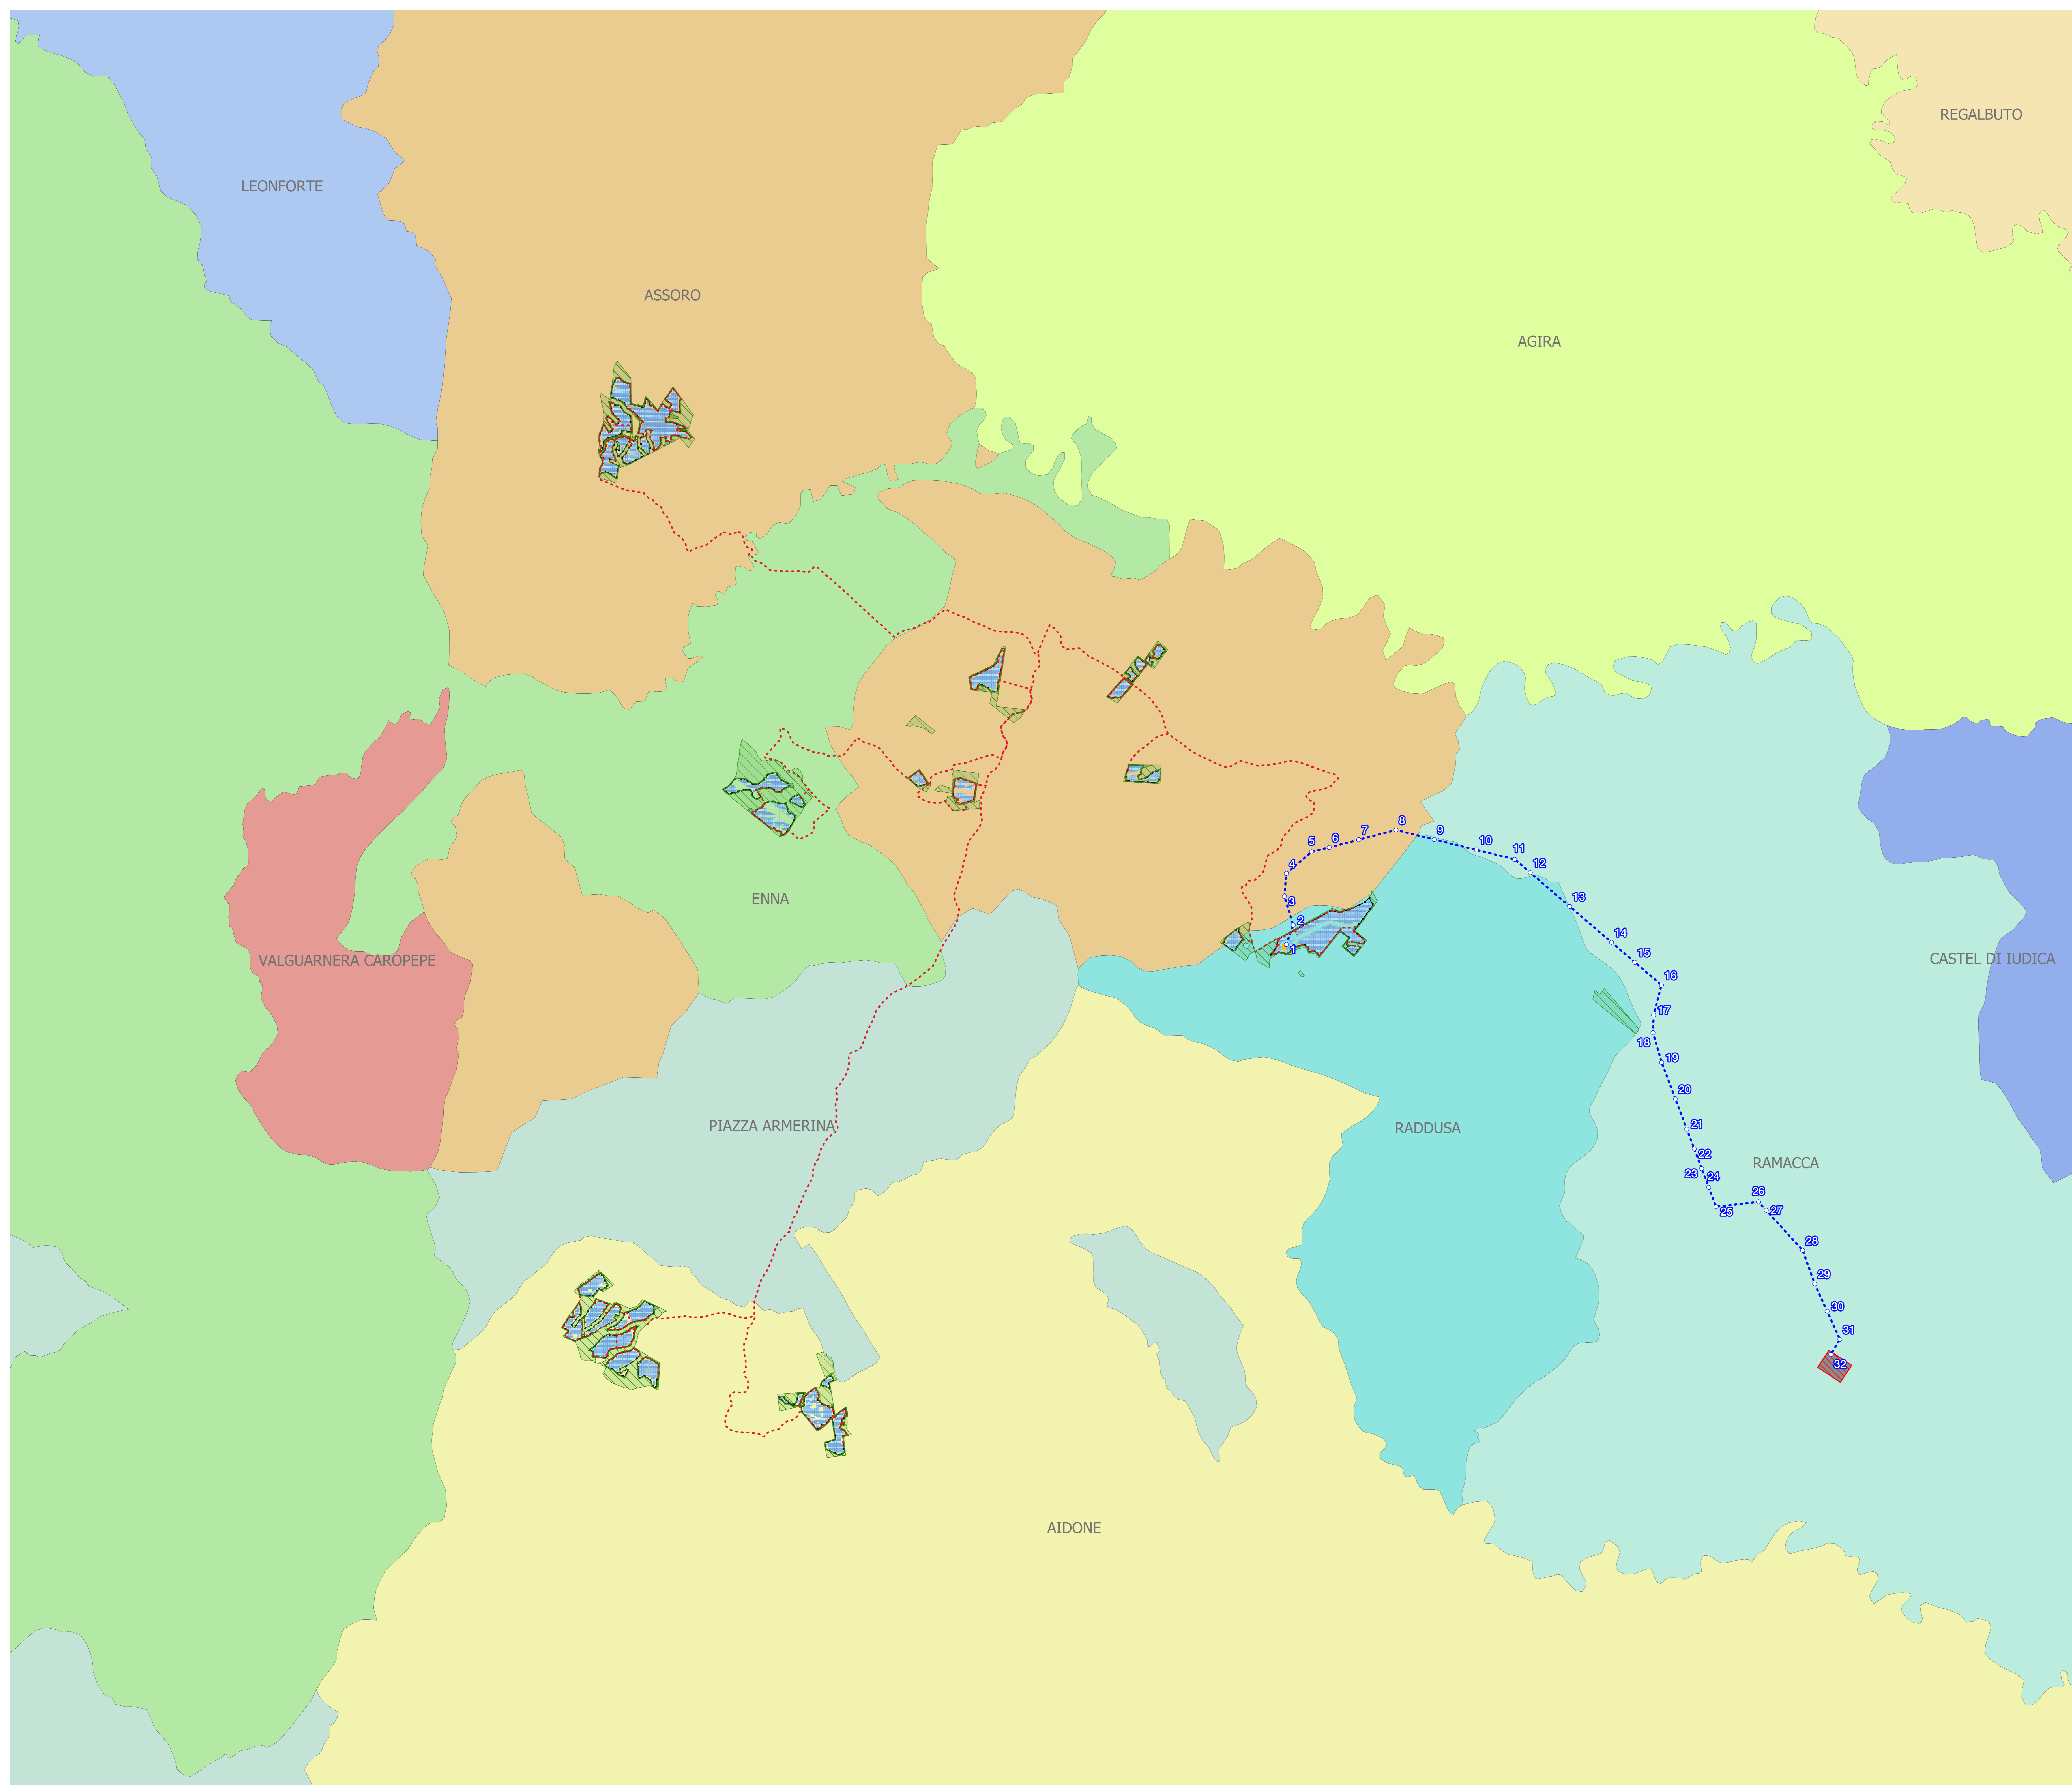 REGALBUTO
LEONFORTE
ASSORO
AGIRA
8
9
7
6
5
10
11
12
4
13
3
ENNA
2
14
1
15
VALGUARNERA CAROPEPE
CASTEL DI IUDICA
16
17
18
19
20
21
PIAZZA ARMERINA
RADDUSA
22
RAMACCA
23
24
26
25
27
28
29
30
31
32
AIDONE